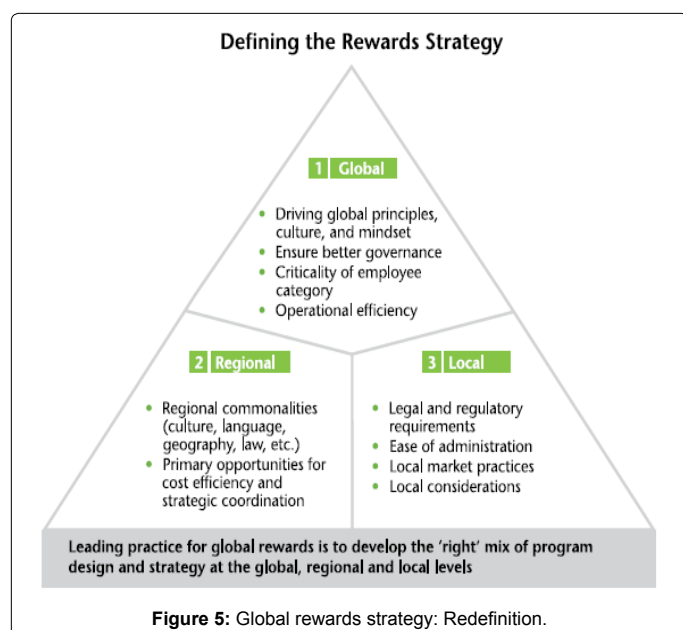 Defining the Rewards Strategy
1 Global
• Driving global principles,
culture, and mindset
• Ensure better governance
• Criticality of employee
category
• Operational efficiency
2 Regional
• Regional commonalities
(culture, language,
geography, law, etc.)
• Primary opportunities for
cost efficiency and
strategic coordination
3 Local
• Legal and regulatory
requirements
• Ease of administration
• Local market practices
• Local considerations
Leading practice for global rewards is to develop the ‘right’ mix of program
design and strategy at the global, regional and local levels
Figure 5: Global rewards strategy: Redefinition.